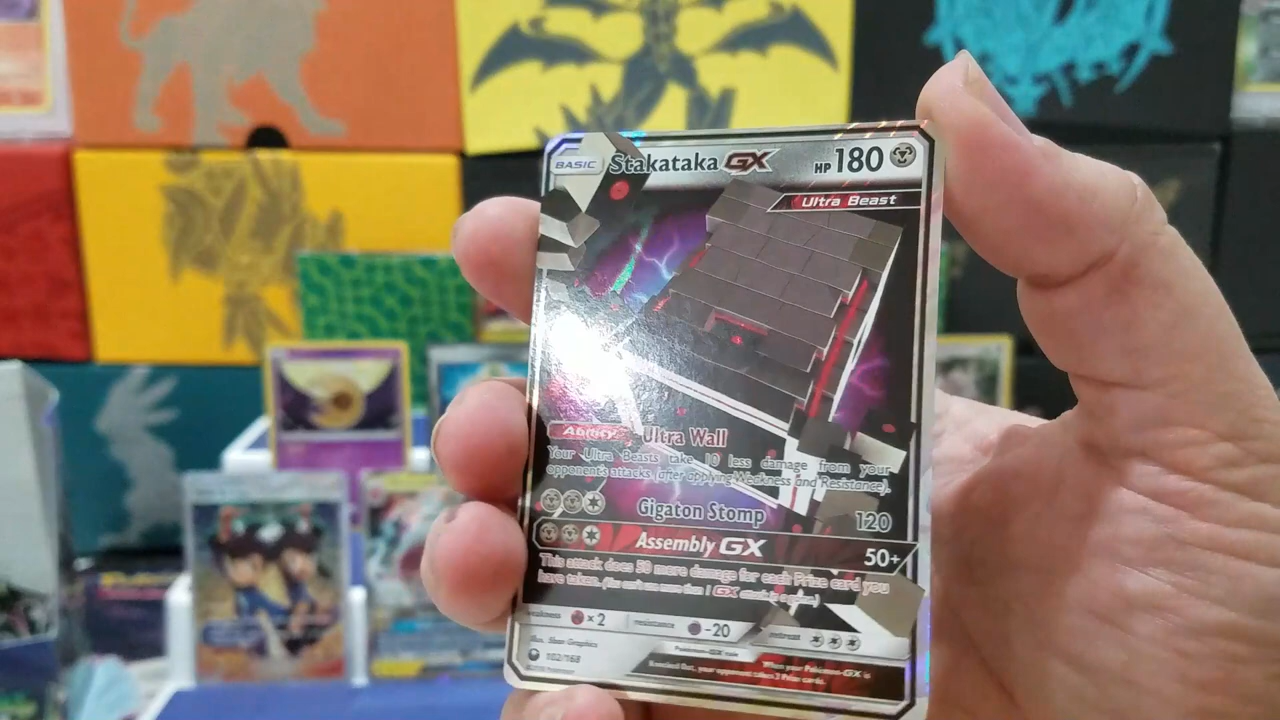 BASIC Stakataka GX HP 180
Ultra Beast
Ability Ultra Wall
Your Ultra Beasts take 10 less damage from your
opponent's attacks (after applying Weakness and Resistance).
Gigaton Stomp 120
Assembly GX 50+
This attack does 50 more damage for each Prize card you
have taken. (You can't use more than 1 GX attack in a game.)
weakness ×2 resistance -20 retreat
Illus. 5ban Graphics Pokémon-GX rule
102/168 When your Pokémon-GX is
Knocked Out, your opponent takes 2 Prize cards.